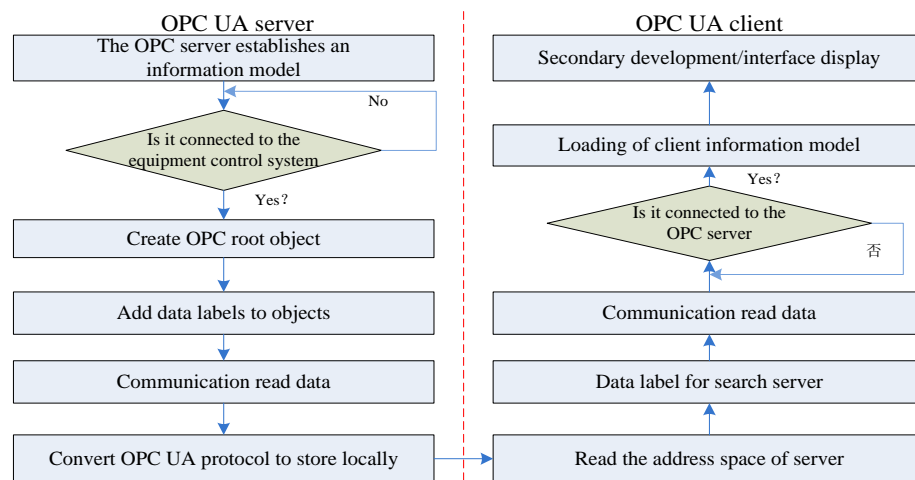 OPC UA server
The OPC server establishes an
information model
No
Is it connected to the
equipment control system
Yes？
Create OPC root object
Add data labels to objects
Communication read data
Convert OPC UA protocol to store locally
OPC UA client
Secondary development/interface display
Loading of client information model
Yes？
Is it connected to the
OPC server
否
Communication read data
Data label for search server
Read the address space of server